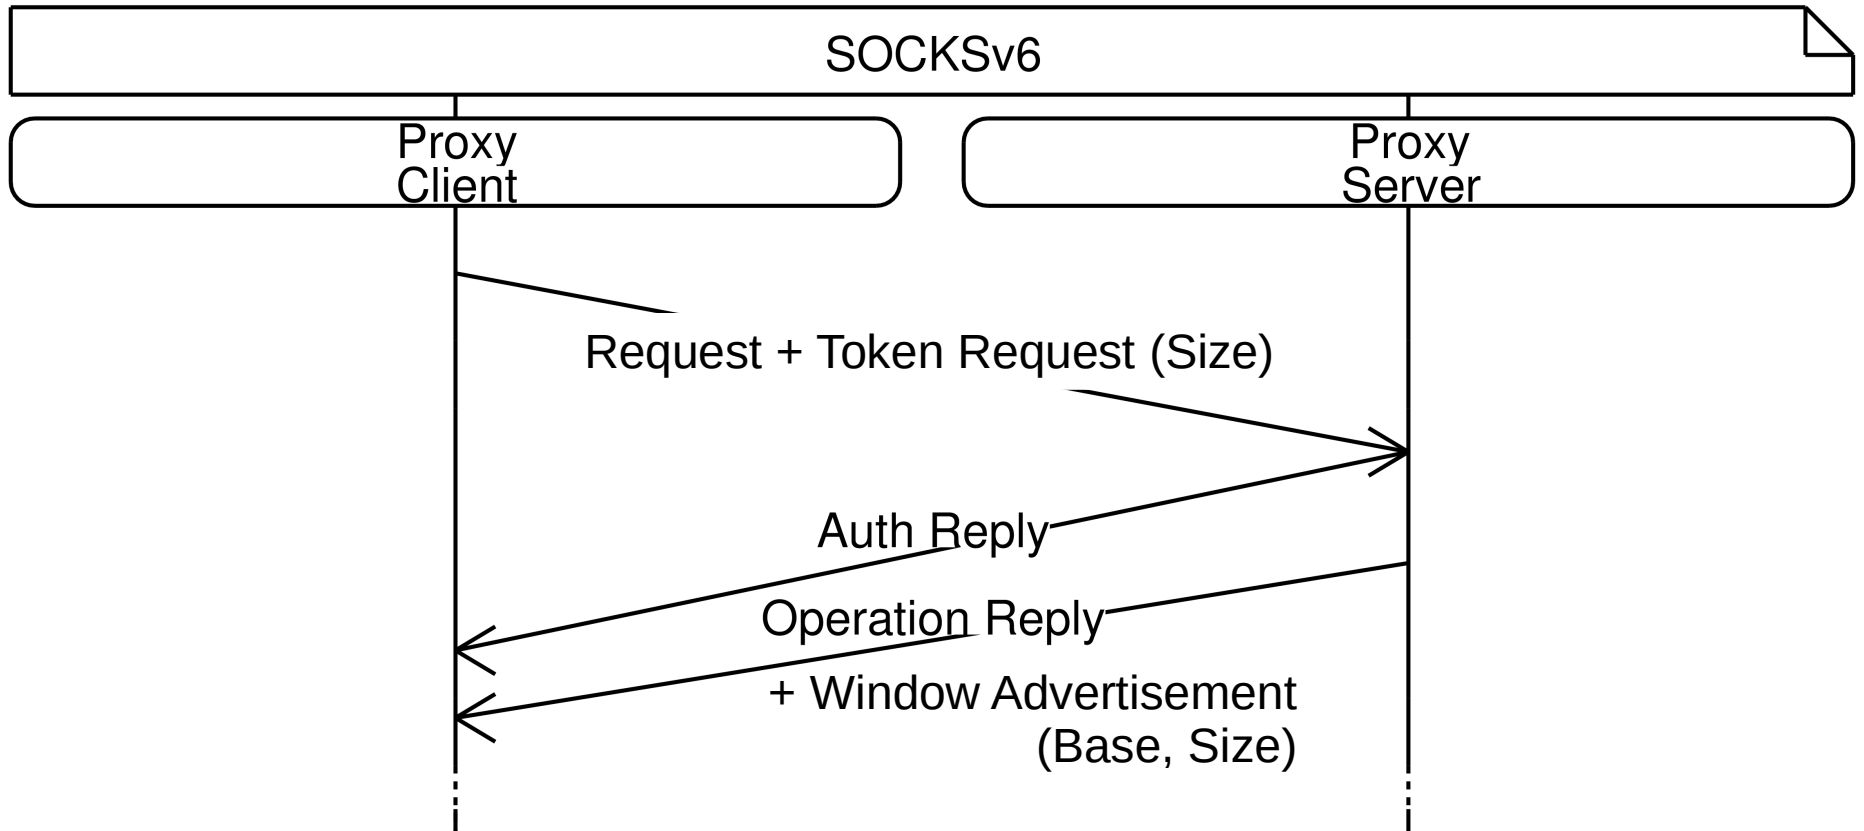 SOCKSv6
Proxy
Client
Proxy
Server
Request + Token Request (Size)
Auth Reply
Operation Reply
+ Window Advertisement
(Base, Size)